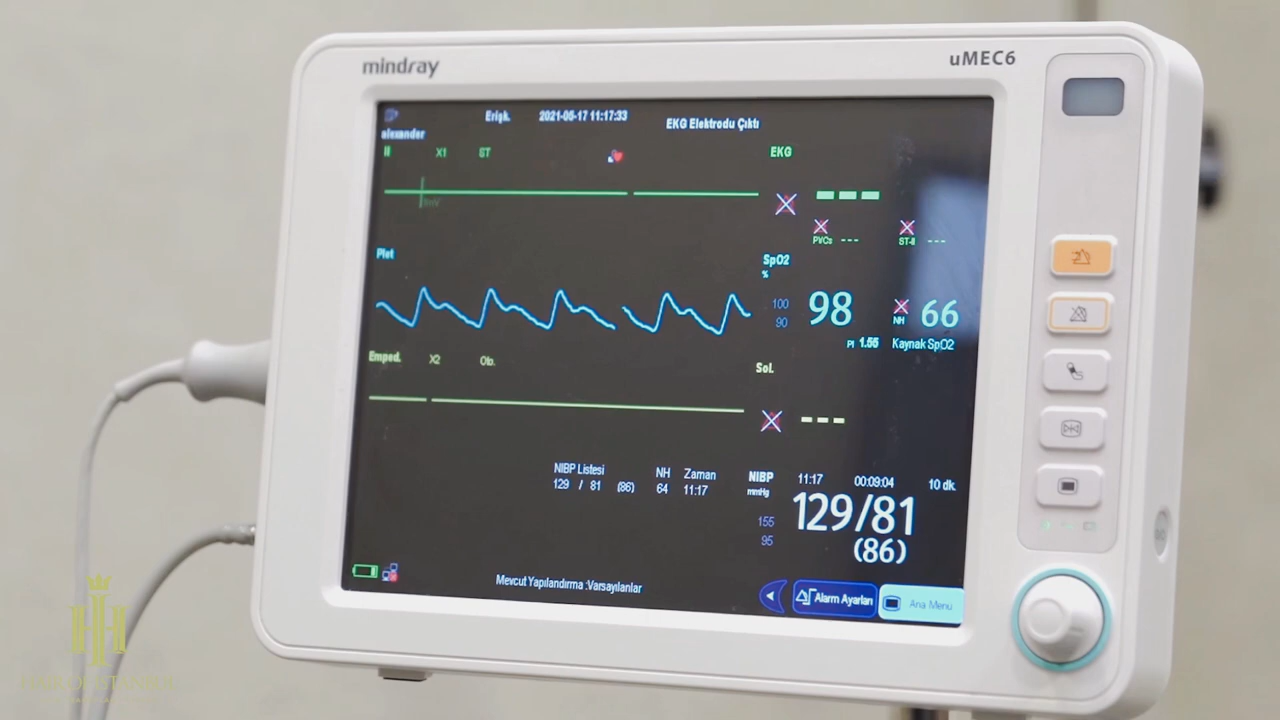 mindray
uMEC6
Erişk.
2021-05-17 11:17:33
EKG Elektrodu Çıktı
alexander
II X1 ST
EKG
PVCs ---
ST-II ---
Plet
SpO2
%
100
90
98
NH
66
PI 1.55
Kaynak SpO2
Emped. X2
Sol.
---
NIBP Listesi NH Zaman
129 / 81 (86) 64 11:17
NIBP 11:17 00:09:04 10 dk.
mmHg
155
95
129/81
(86)
Mevcut Yapılandırma :Varsayılanlar
Alarm Ayarları
Ana Menü